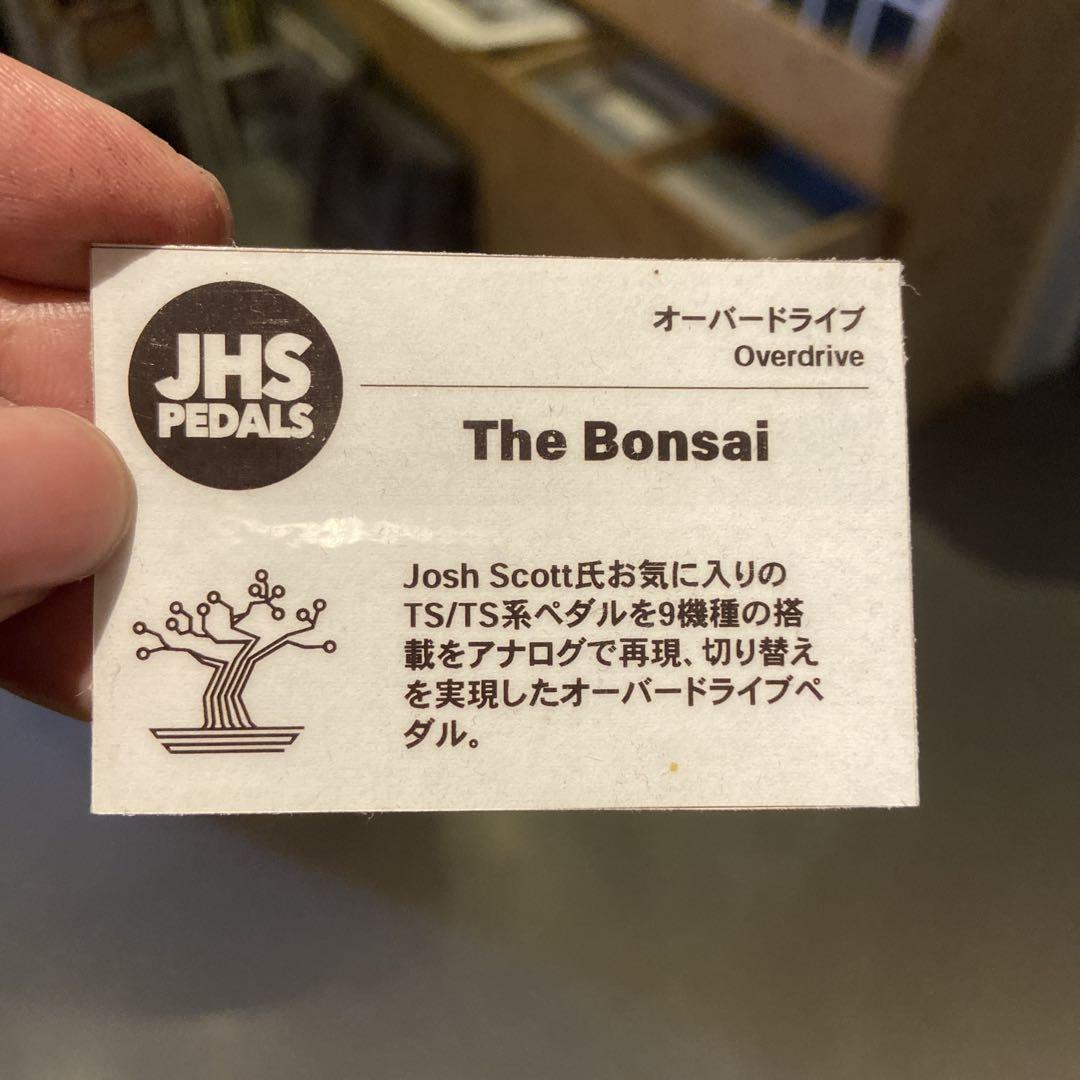 JHS
PEDALS
オーバードライブ
Overdrive
The Bonsai
Josh Scott氏お気に入りの
TS/TS系ペダルを9機種の搭
載をアナログで再現、切り替え
を実現したオーバードライブペ
ダル。